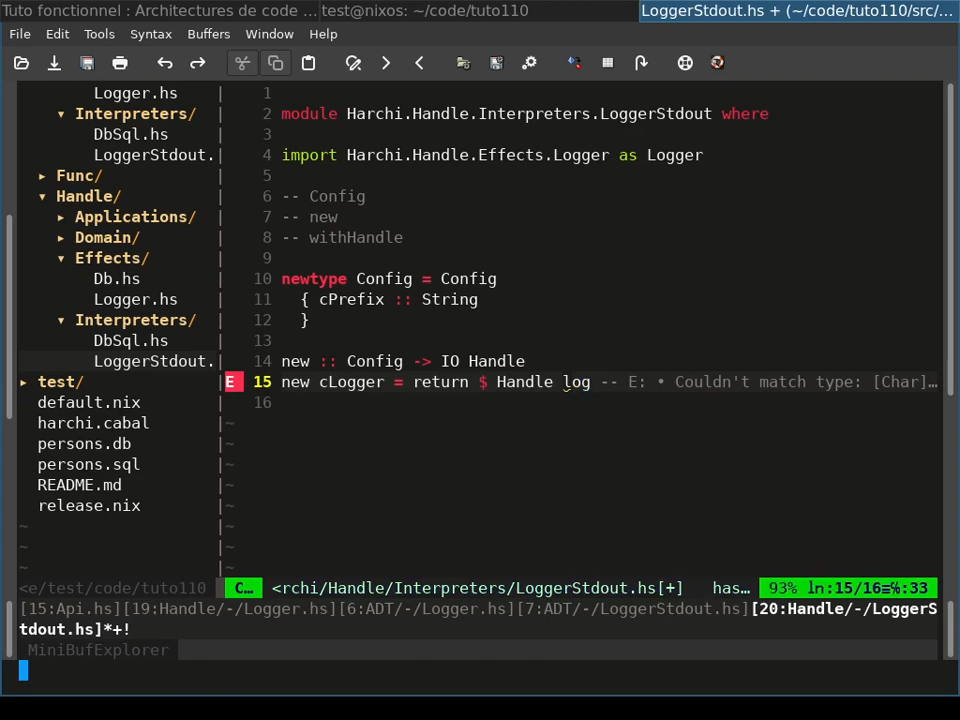 Tuto fonctionnel : Architectures de code ... test@nixos: ~/code/tuto110 LoggerStdout.hs + (~/code/tuto110/src/...
File Edit Tools Syntax Buffers Window Help
Logger.hs | 1
▾ Interpreters/ | 2 module Harchi.Handle.Interpreters.LoggerStdout where
DbSql.hs | 3
LoggerStdout.| 4 import Harchi.Handle.Effects.Logger as Logger
▸ Func/ | 5
▾ Handle/ | 6 -- Config
▸ Applications/ | 7 -- new
▸ Domain/ | 8 -- withHandle
▾ Effects/ | 9
Db.hs | 10 newtype Config = Config
Logger.hs | 11 { cPrefix :: String
▾ Interpreters/ | 12 }
DbSql.hs | 13
LoggerStdout.| 14 new :: Config -> IO Handle
▸ test/ |E 15 new cLogger = return $ Handle log -- E: • Couldn't match type: [Char]…
default.nix | 16
harchi.cabal |~
persons.db |~
persons.sql |~
README.md |~
release.nix |~
~ |~
~ |~
~ |~
<e/test/code/tuto110 C… <rchi/Handle/Interpreters/LoggerStdout.hs[+] has… 93% ln:15/16≡℅:33
[15:Api.hs][19:Handle/-/Logger.hs][6:ADT/-/Logger.hs][7:ADT/-/LoggerStdout.hs][20:Handle/-/LoggerS
tdout.hs]*+!
MiniBufExplorer